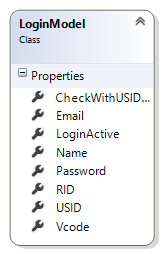 LoginModel
Class
Properties
CheckWithUSID...
Email
LoginActive
Name
Password
RID
USID
Vcode